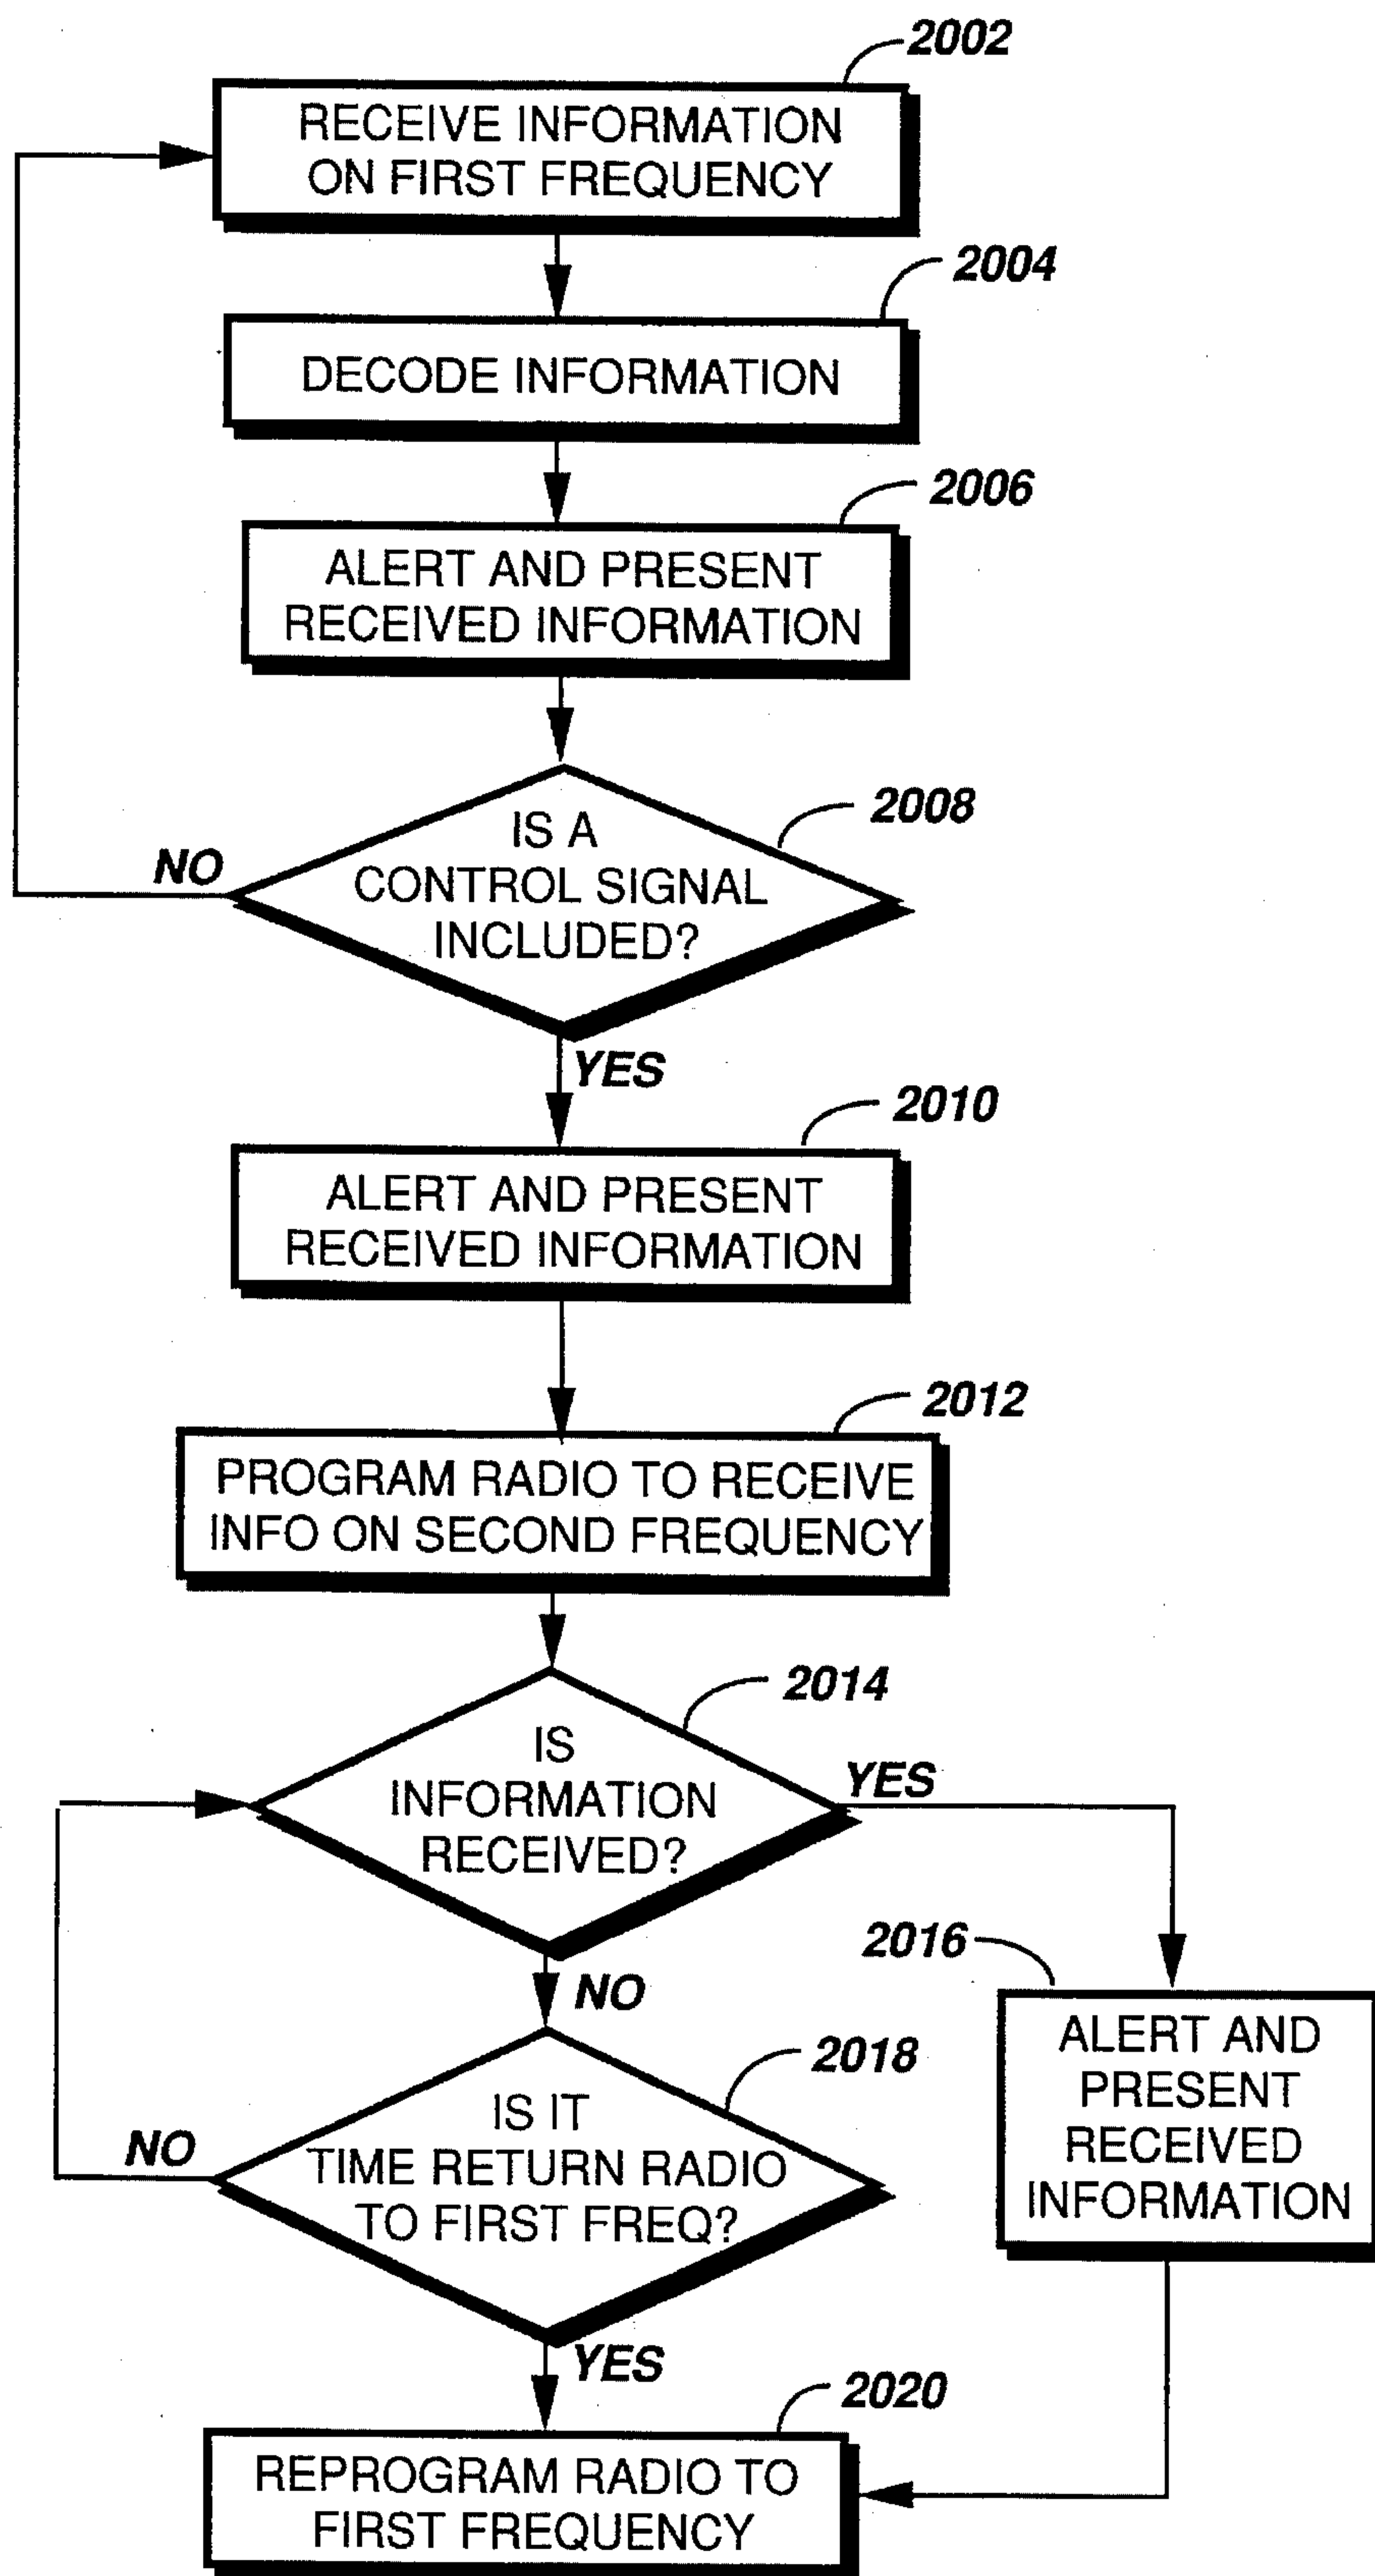 2002
RECEIVE INFORMATION
ON FIRST FREQUENCY
2004
DECODE INFORMATION
2006
ALERT AND PRESENT
RECEIVED INFORMATION
2008
IS A
CONTROL SIGNAL
INCLUDED?
NO
YES
2010
ALERT AND PRESENT
RECEIVED INFORMATION
2012
PROGRAM RADIO TO RECEIVE
INFO ON SECOND FREQUENCY
2014
IS
INFORMATION
RECEIVED?
YES
NO
2016
ALERT AND
PRESENT
RECEIVED
INFORMATION
2018
IS IT
TIME RETURN RADIO
TO FIRST FREQ?
NO
YES
2020
REPROGRAM RADIO TO
FIRST FREQUENCY